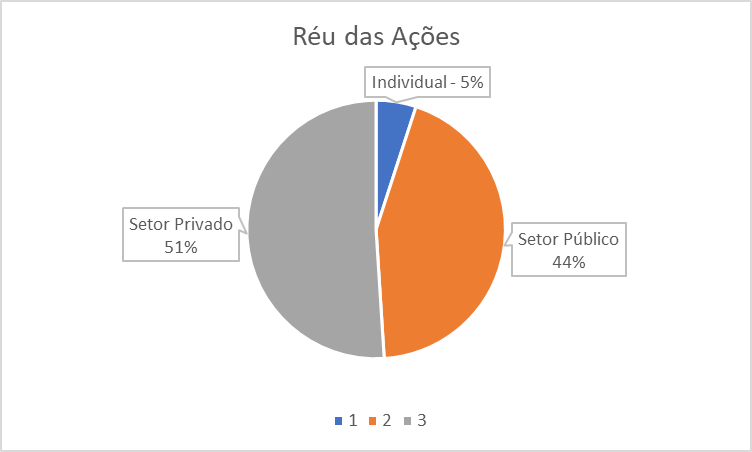 Réu das Ações
Individual - 5%
Setor Privado
51%
Setor Público
44%
1 2 3